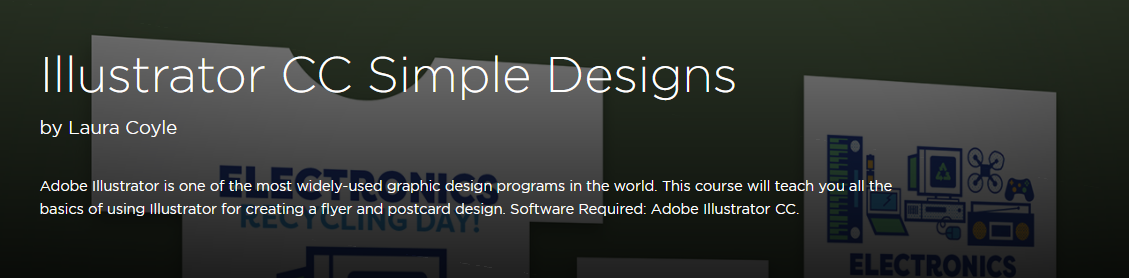 Illustrator CC Simple Designs
by Laura Coyle
Adobe Illustrator is one of the most widely-used graphic design programs in the world. This course will teach you all the
basics of using Illustrator for creating a flyer and postcard design. Software Required: Adobe Illustrator CC.
ELECTRONICS
RECYCLING DAY!
ELECTRONICS